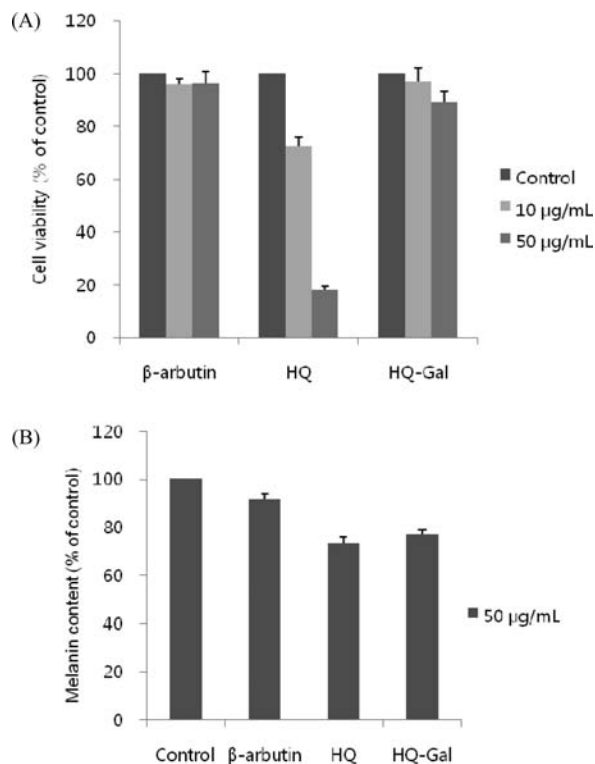 (A)
120
100
80
60
40
20
0
Cell viability (% of control)
β-arbutin HQ HQ-Gal
Control
10 µg/mL
50 µg/mL
(B)
120
100
80
60
40
20
0
Melanin content (% of control)
Control β-arbutin HQ HQ-Gal
50 µg/mL